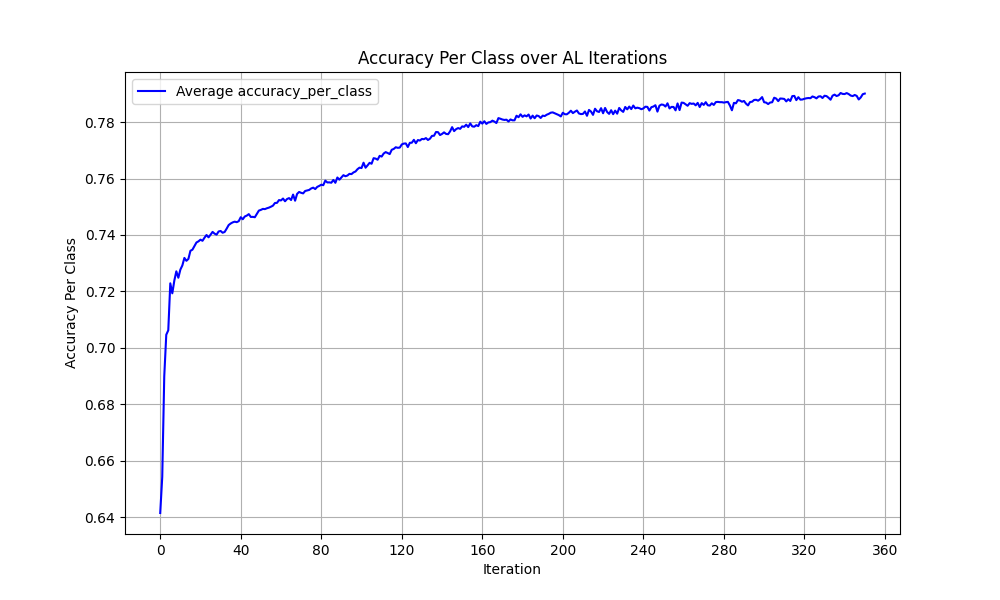 Accuracy Per Class over AL Iterations
Average accuracy_per_class
Accuracy Per Class
0.78
0.76
0.74
0.72
0.70
0.68
0.66
0.64
0 40 80 120 160 200 240 280 320 360
Iteration